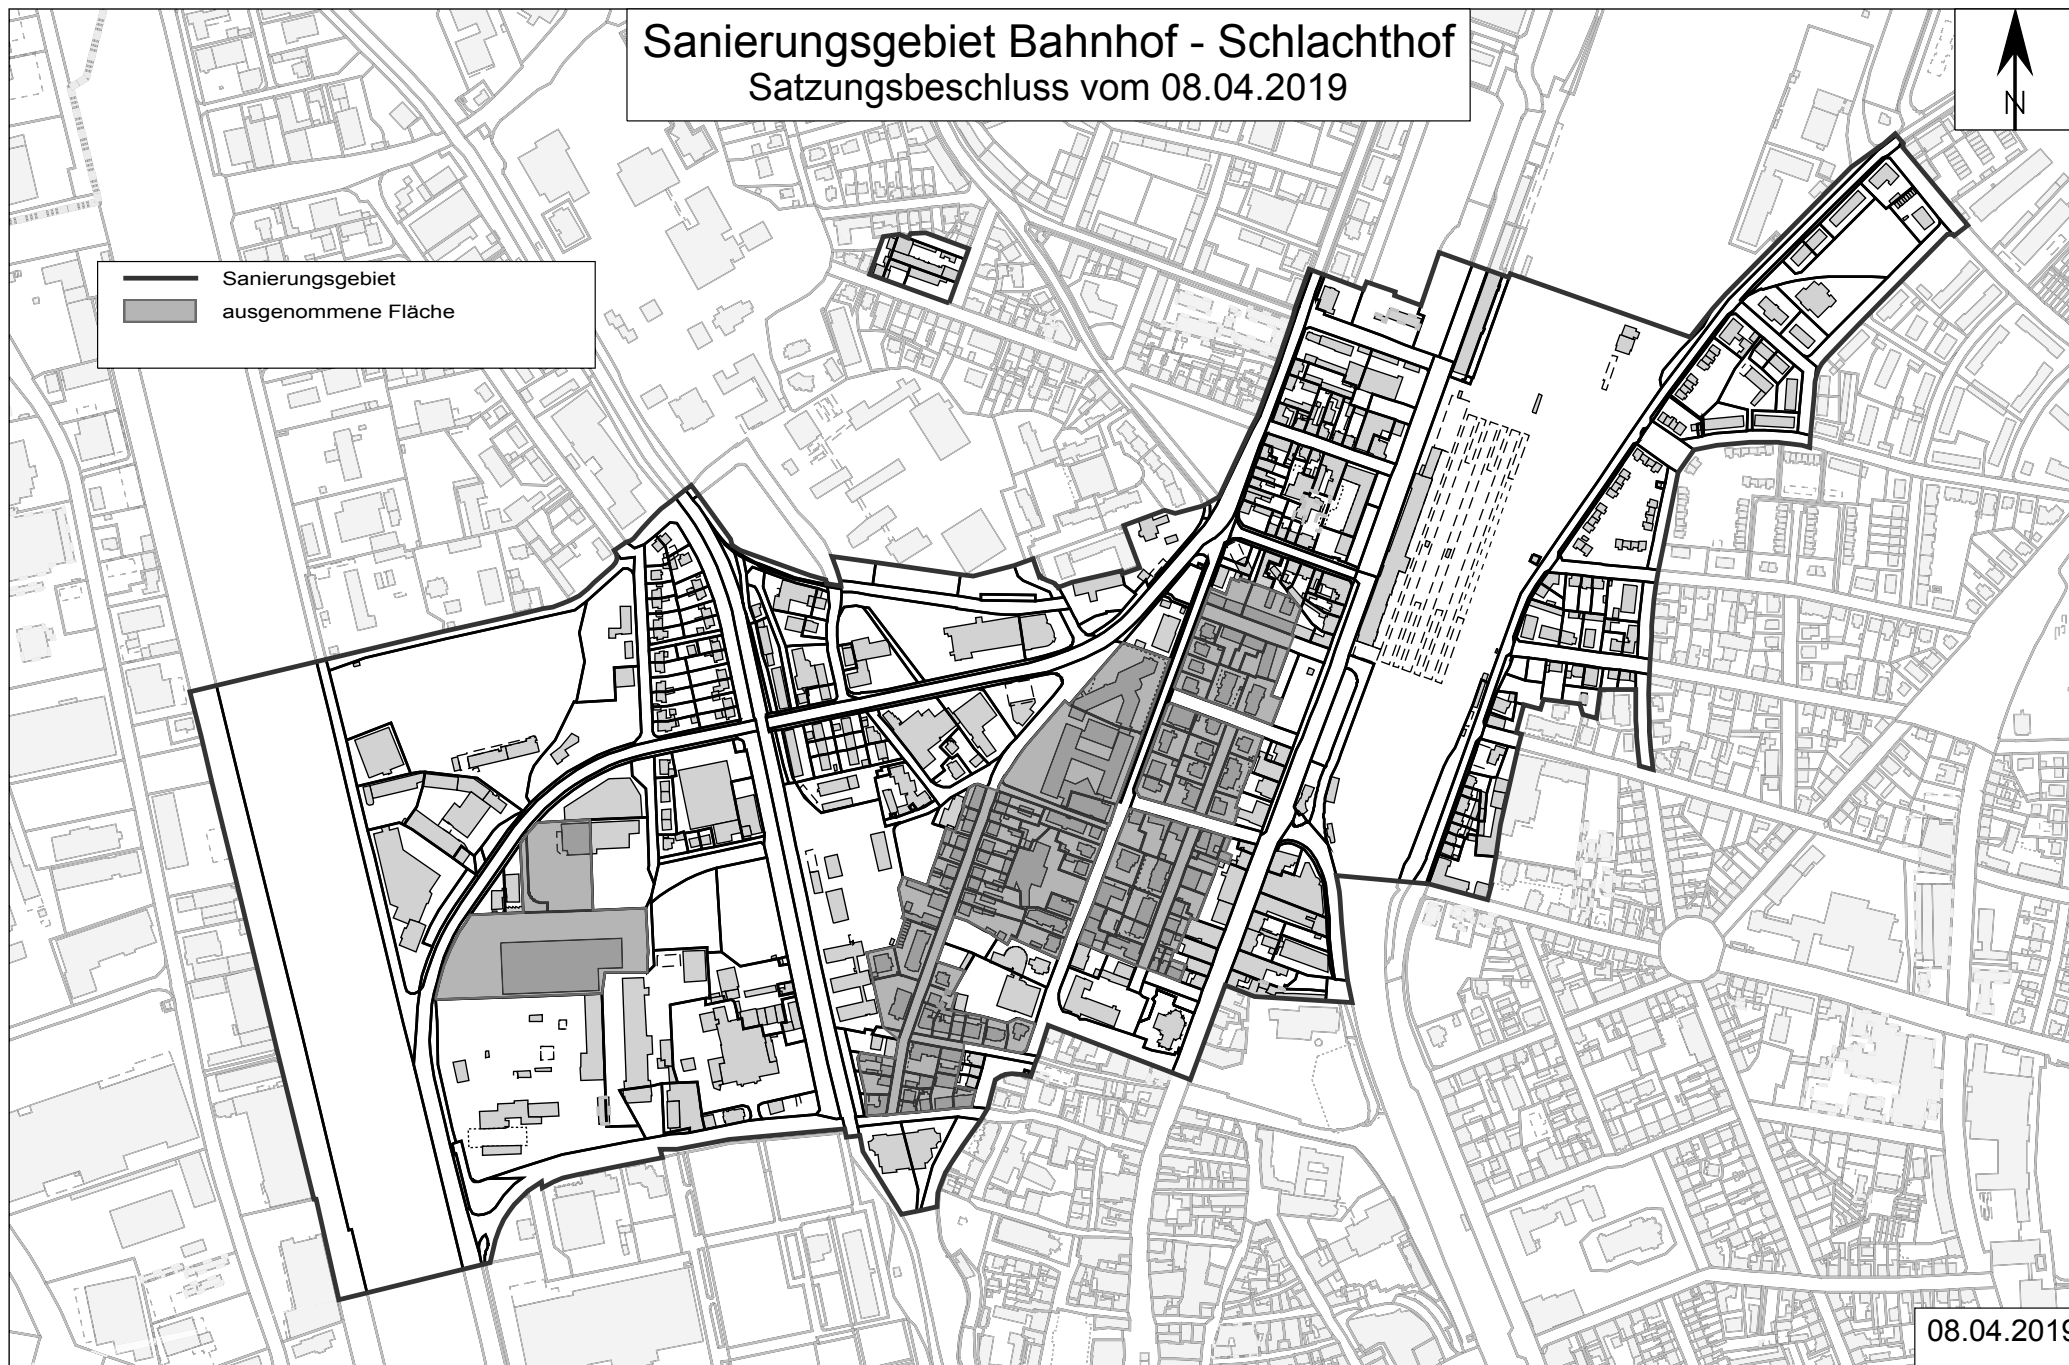 Sanierungsgebiet Bahnhof - Schlachthof
Satzungsbeschluss vom 08.04.2019
N
Sanierungsgebiet
ausgenommene Fläche
08.04.2019